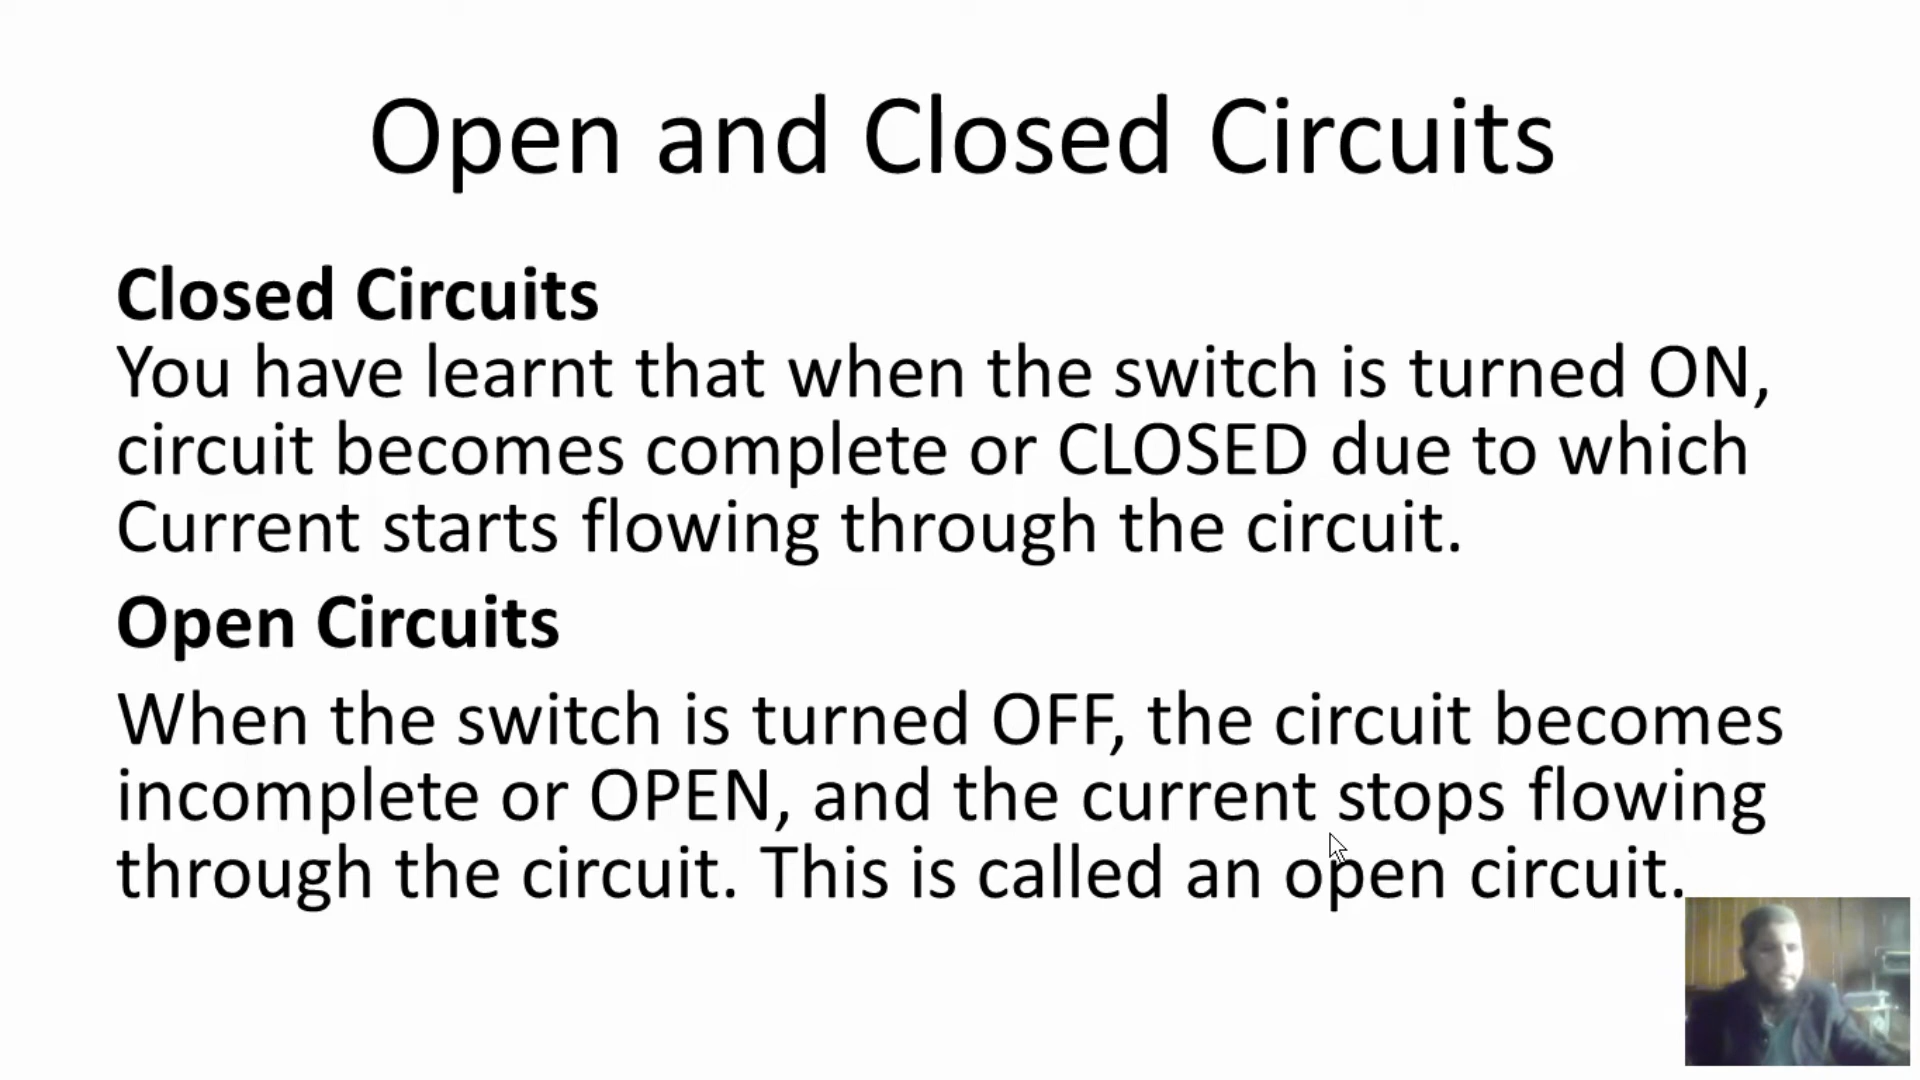 Open and Closed Circuits
Closed Circuits
You have learnt that when the switch is turned ON,
circuit becomes complete or CLOSED due to which
Current starts flowing through the circuit.
Open Circuits
When the switch is turned OFF, the circuit becomes
incomplete or OPEN, and the current stops flowing
through the circuit. This is called an open circuit.